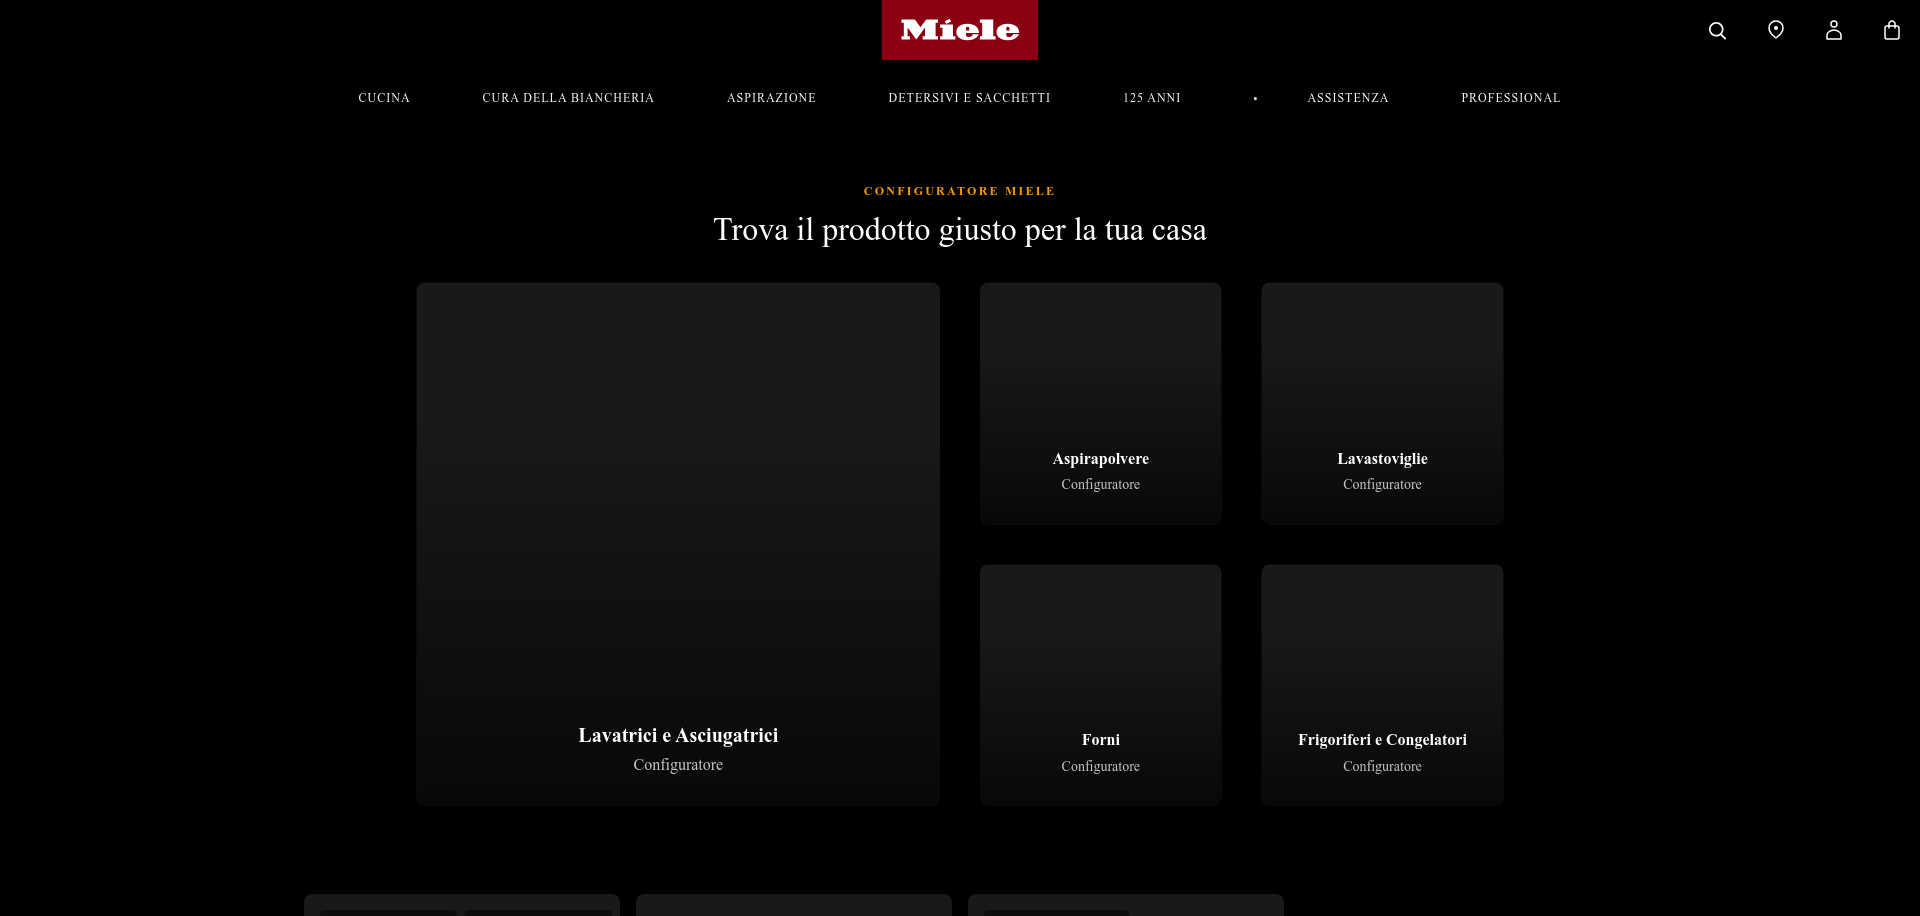 Miele
CUCINA
CURA DELLA BIANCHERIA
ASPIRAZIONE
DETERSIVI E SACCHETTI
125 ANNI
•
ASSISTENZA
PROFESSIONAL
CONFIGURATORE MIELE
Trova il prodotto giusto per la tua casa
Lavatrici e Asciugatrici
Configuratore
Aspirapolvere
Configuratore
Lavastoviglie
Configuratore
Forni
Configuratore
Frigoriferi e Congelatori
Configuratore